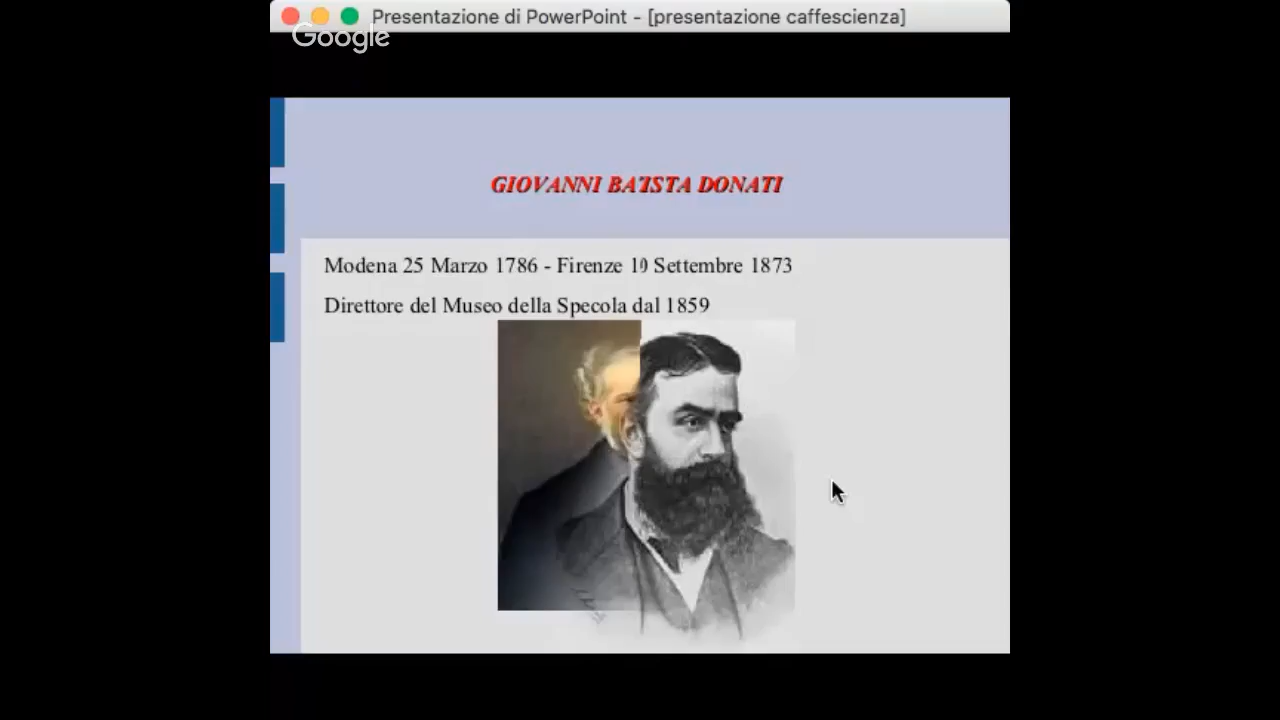 Presentazione di PowerPoint - [presentazione caffescienza]
Google
GIOVANNI BATISTA DONATI
Modena 25 Marzo 1786 - Firenze 10 Settembre 1873
Direttore del Museo della Specola dal 1859